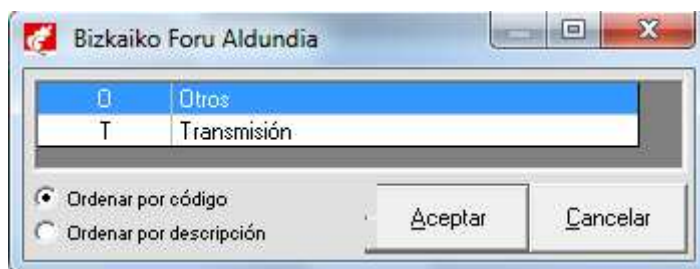 Bizkaiko Foru Aldundia
O Otros
T Transmisión
Ordenar por código
Ordenar por descripción
Aceptar
Cancelar